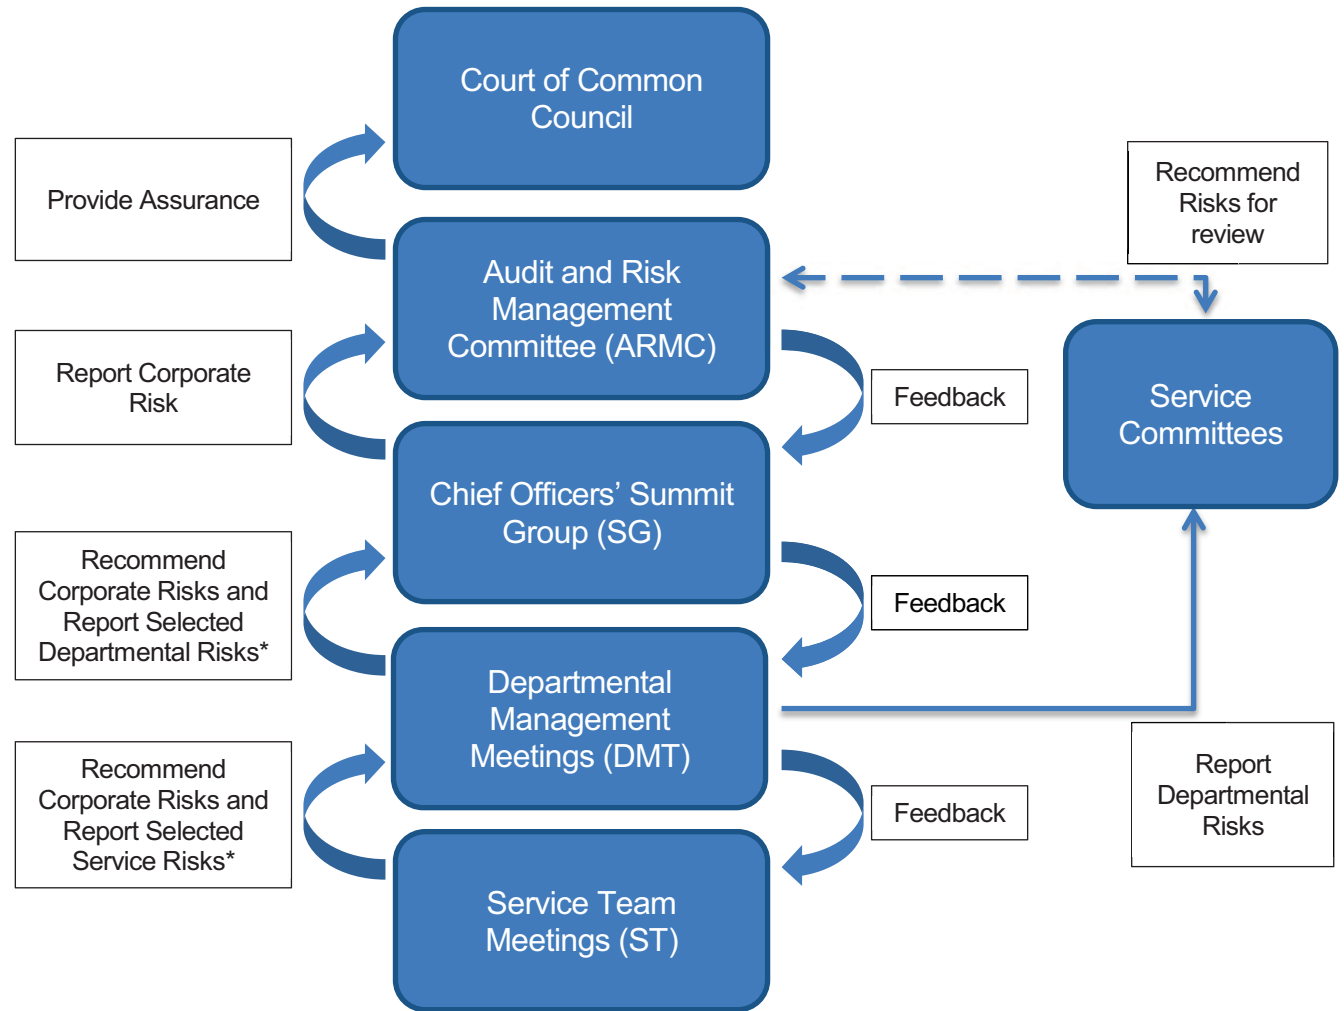 Court of Common
Council
Provide Assurance
Recommend
Risks for
review
Audit and Risk
Management
Committee (ARMC)
Report Corporate
Risk
Feedback
Service
Committees
Chief Officers’ Summit
Group (SG)
Recommend
Corporate Risks and
Report Selected
Departmental Risks*
Feedback
Departmental
Management
Meetings (DMT)
Recommend
Corporate Risks and
Report Selected
Service Risks*
Feedback
Report
Departmental
Risks
Service Team
Meetings (ST)